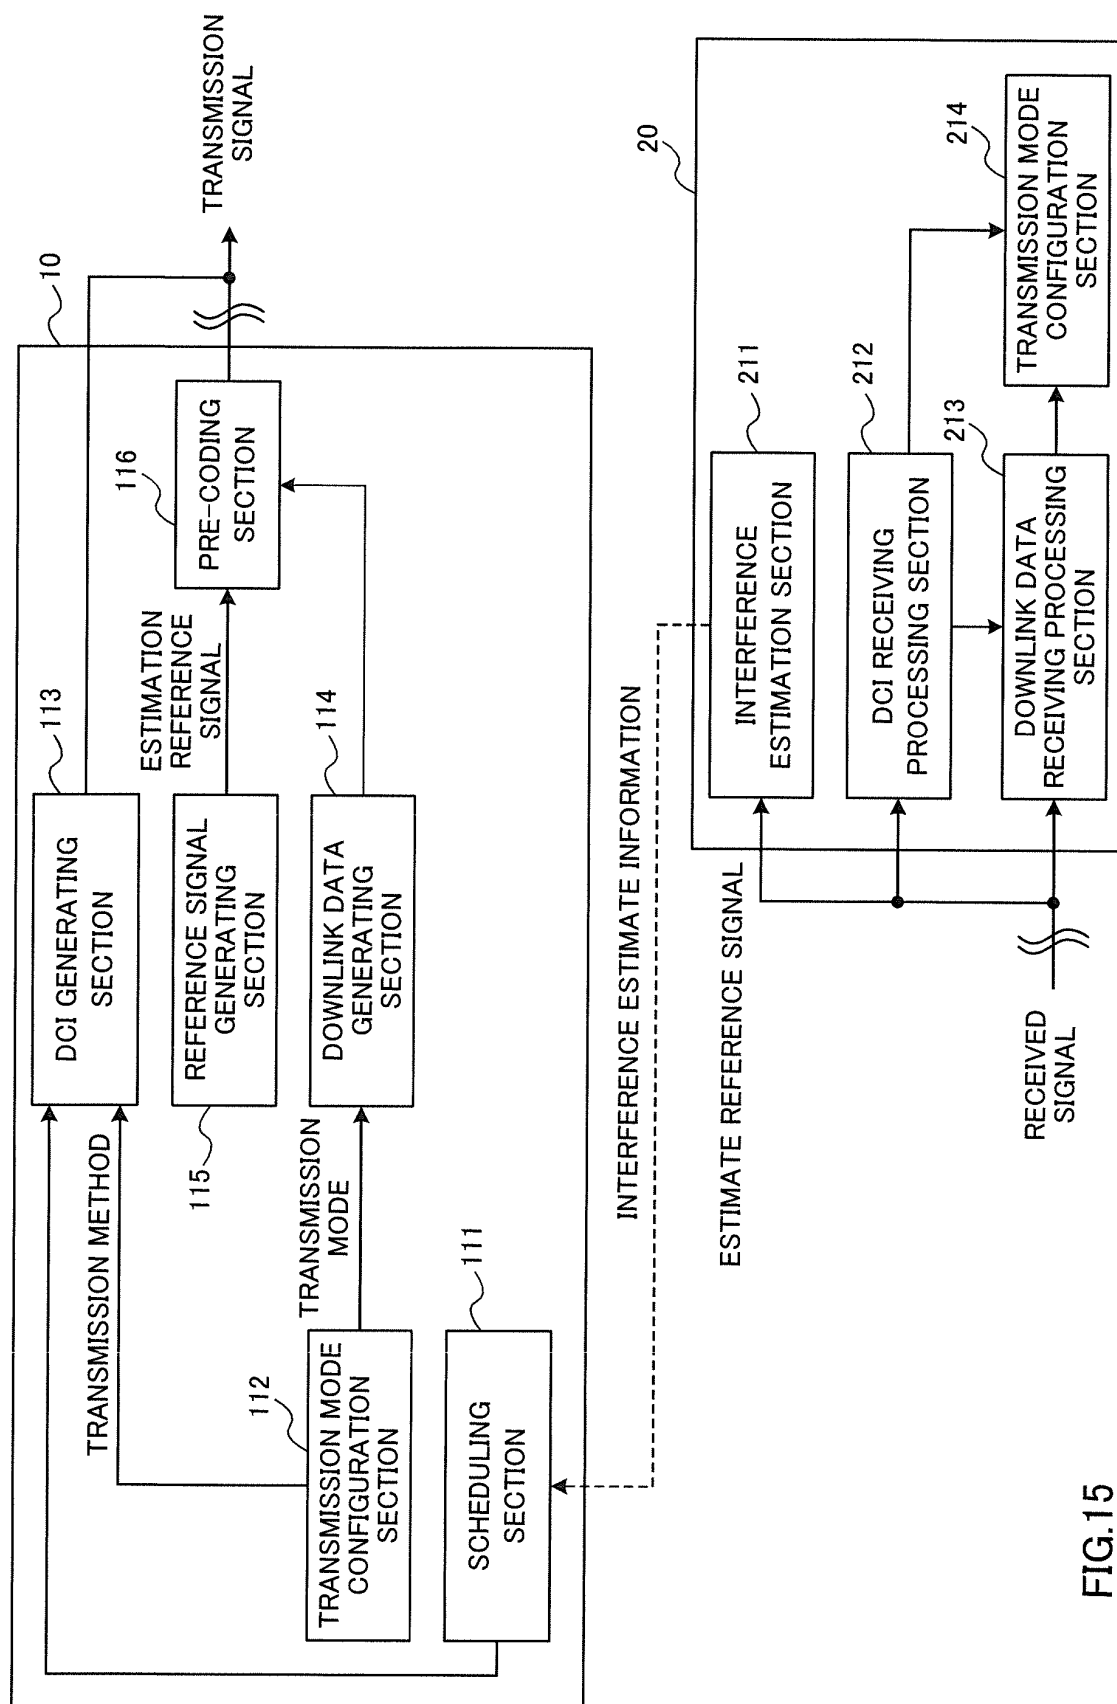 10
TRANSMISSION
SIGNAL
TRANSMISSION METHOD
DCI GENERATING
SECTION
113
115
REFERENCE SIGNAL
GENERATING
SECTION
ESTIMATION
REFERENCE
SIGNAL
116
PRE-CODING
SECTION
112
TRANSMISSION MODE
CONFIGURATION
SECTION
TRANSMISSION
MODE
DOWNLINK DATA
GENERATING
SECTION
114
SCHEDULING
SECTION
111
INTERFERENCE ESTIMATE INFORMATION
20
ESTIMATE REFERENCE SIGNAL
INTERFERENCE
ESTIMATION SECTION
211
DCI RECEIVING
PROCESSING SECTION
212
RECEIVED
SIGNAL
DOWNLINK DATA
RECEIVING PROCESSING
SECTION
213
TRANSMISSION MODE
CONFIGURATION
SECTION
214
FIG.15